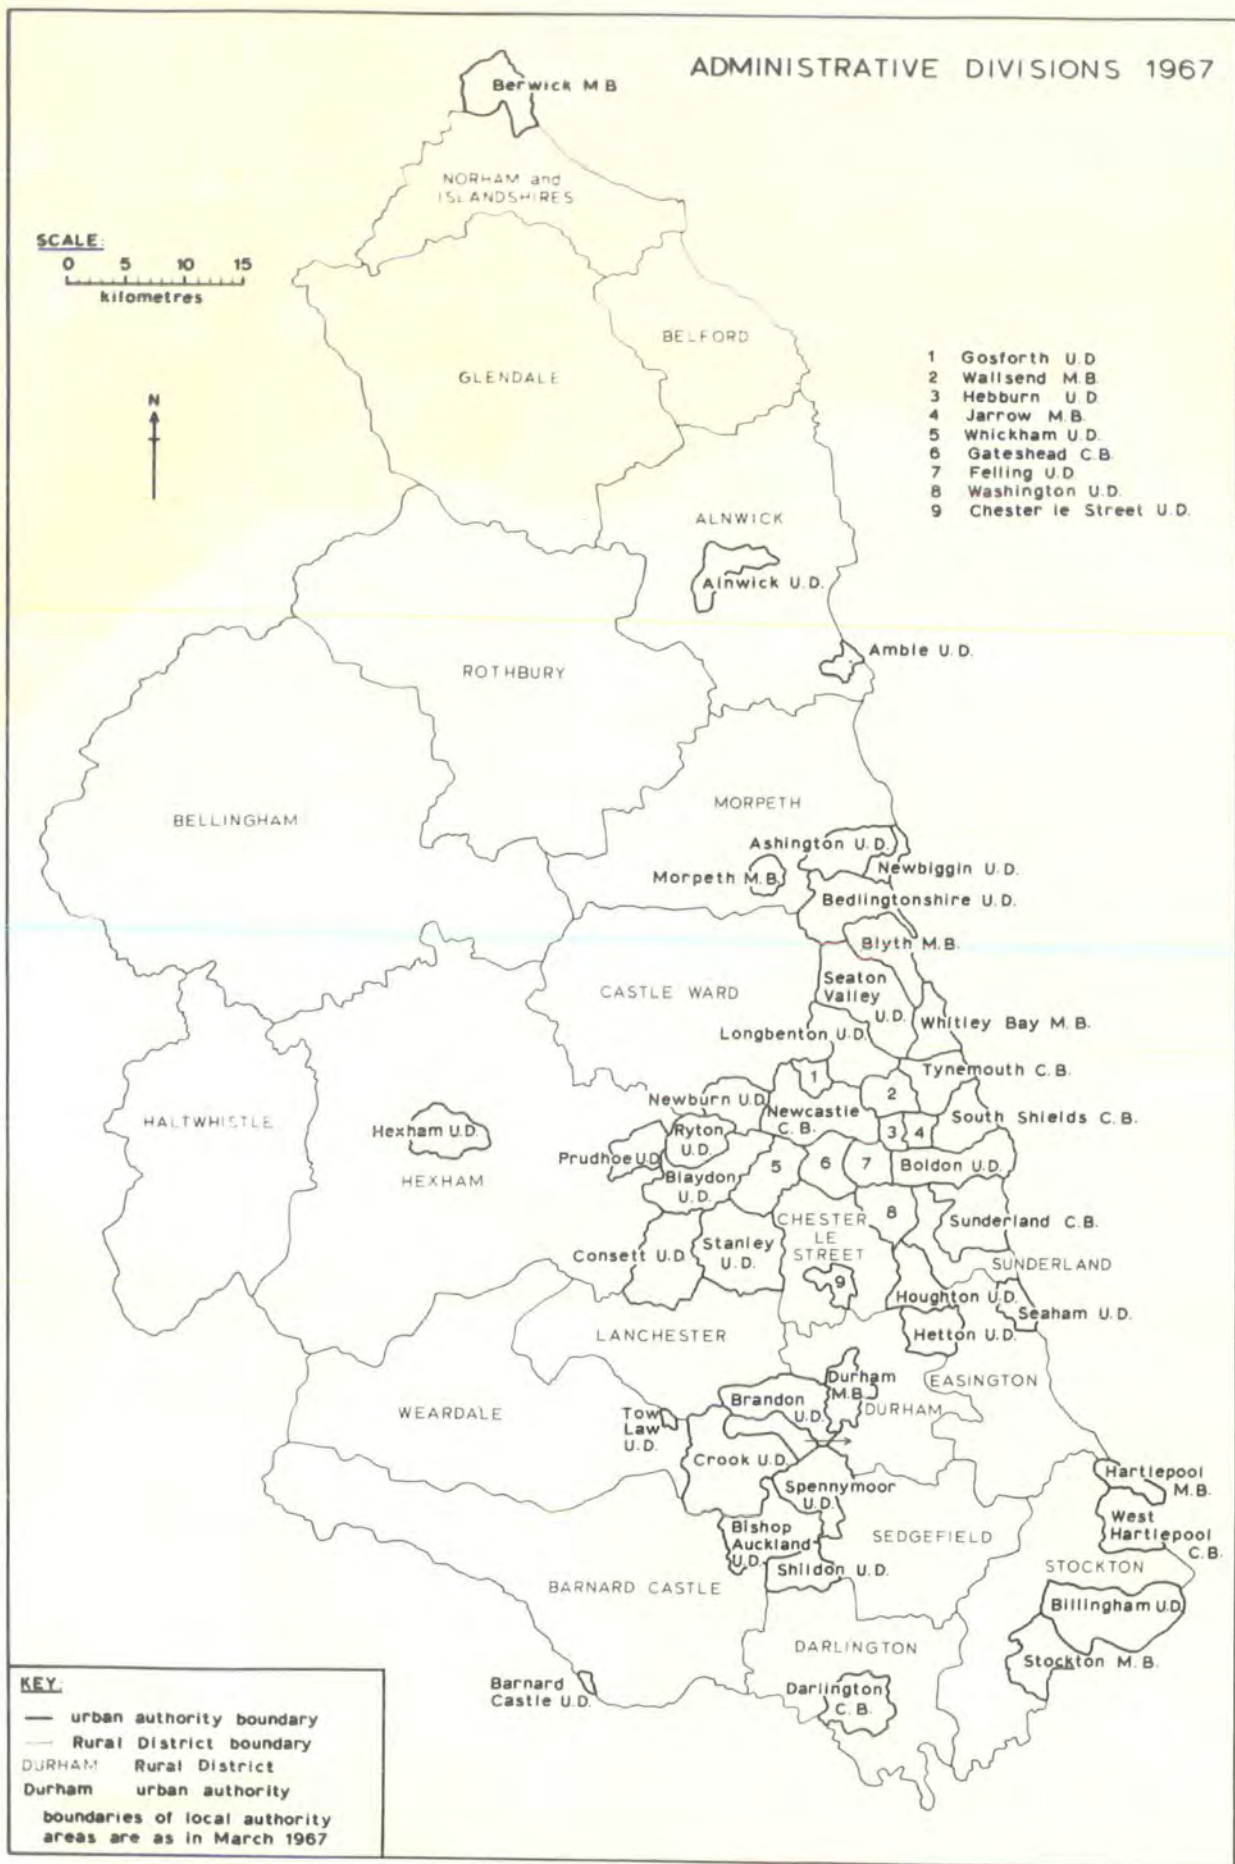 ADMINISTRATIVE DIVISIONS 1967
Berwick M B
NORHAM and
ISLANDSHIRES
SCALE:
0 5 10 15
kilometres
N
BELFORD
GLENDALE
1 Gosforth U.D
2 Wallsend M.B.
3 Hebburn U.D
4 Jarrow M.B.
5 Whickham U.D.
6 Gateshead C.B.
7 Felling U.D
8 Washington U.D.
9 Chester le Street U.D.
ALNWICK
Alnwick U.D.
Amble U.D.
ROTHBURY
BELLINGHAM
MORPETH
Ashington U.D.
Newbiggin U.D.
Morpeth M.B.
Bedlingtonshire U.D.
Blyth M.B.
CASTLE WARD
Seaton
Valley
U.D.
Whitley Bay M.B.
Longbenton U.D.
Tynemouth C.B.
1
2
Newburn U.D
Newcastle
C.B.
South Shields C.B.
3 4
HALTWHISTLE
Hexham U.D.
HEXHAM
Ryton
U.D.
Prudhoe U.D
Blaydon
U.D.
5 6 7
Boldon U.D.
8
CHESTER
LE
STREET
9
Sunderland C.B.
SUNDERLAND
Consett U.D
Stanley
U.D.
Houghton U.D.
Seaham U.D.
Hetton U.D.
LANCHESTER
EASINGTON
Durham
M.B.
DURHAM
Brandon
U.D.
WEARDALE
Tow
Law
U.D.
Crook U.D.
Spennymoor
U.D.
Hartlepool
M.B.
West
Hartlepool
C.B.
Bishop
Auckland
U.D.
SEDGEFIELD
STOCKTON
Shildon U.D.
BARNARD CASTLE
Billingham U.D.
DARLINGTON
Stockton M.B.
Barnard
Castle U.D.
Darlington
C.B.
KEY:
urban authority boundary
Rural District boundary
DURHAM Rural District
Durham urban authority
boundaries of local authority
areas are as in March 1967